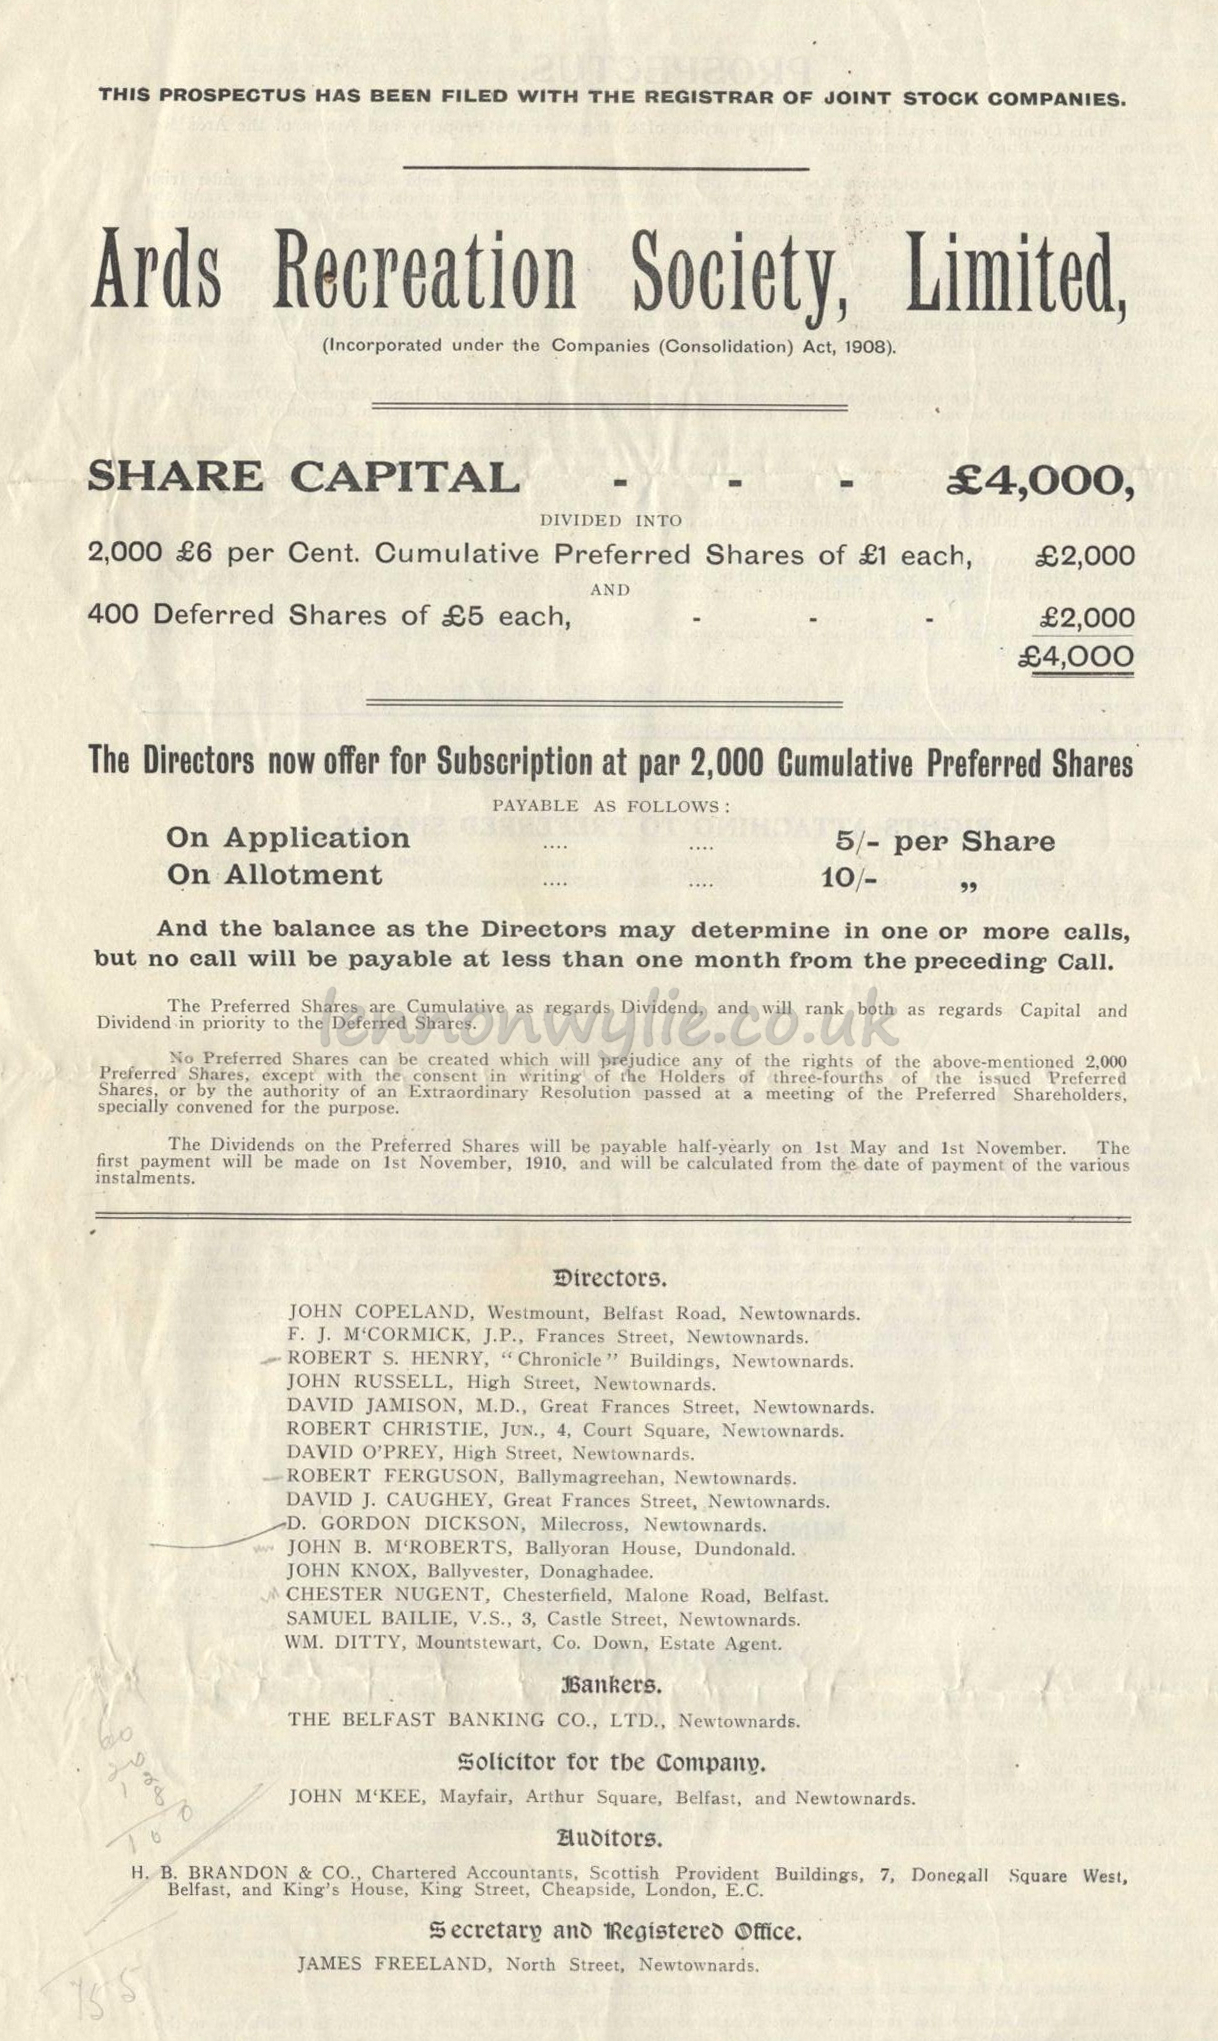 THIS PROSPECTUS HAS BEEN FILED WITH THE REGISTRAR OF JOINT STOCK COMPANIES.
Ards Recreation Society, Limited,
(Incorporated under the Companies (Consolidation) Act, 1908).
SHARE CAPITAL - - - £4,000,
DIVIDED INTO
2,000 £6 per Cent. Cumulative Preferred Shares of £1 each, £2,000
AND
400 Deferred Shares of £5 each, - - - £2,000
£4,000
The Directors now offer for Subscription at par 2,000 Cumulative Preferred Shares
PAYABLE AS FOLLOWS:
On Application .... .... 5/- per Share
On Allotment .... .... 10/- „
And the balance as the Directors may determine in one or more calls,
but no call will be payable at less than one month from the preceding Call.
lennonwylie.co.uk
The Preferred Shares are Cumulative as regards Dividend, and will rank both as regards Capital and
Dividend in priority to the Deferred Shares.
No Preferred Shares can be created which will prejudice any of the rights of the above-mentioned 2,000
Preferred Shares, except with the consent in writing of the Holders of three-fourths of the issued Preferred
Shares, or by the authority of an Extraordinary Resolution passed at a meeting of the Preferred Shareholders,
specially convened for the purpose.
The Dividends on the Preferred Shares will be payable half-yearly on 1st May and 1st November. The
first payment will be made on 1st November, 1910, and will be calculated from the date of payment of the various
instalments.
Directors.
JOHN COPELAND, Westmount, Belfast Road, Newtownards.
F. J. M‘CORMICK, J.P., Frances Street, Newtownards.
ROBERT S. HENRY, “Chronicle” Buildings, Newtownards.
JOHN RUSSELL, High Street, Newtownards.
DAVID JAMISON, M.D., Great Frances Street, Newtownards.
ROBERT CHRISTIE, JUN., 4, Court Square, Newtownards.
DAVID O'PREY, High Street, Newtownards.
ROBERT FERGUSON, Ballymagreehan, Newtownards.
DAVID J. CAUGHEY, Great Frances Street, Newtownards.
D. GORDON DICKSON, Milecross, Newtownards.
JOHN B. M‘ROBERTS, Ballyoran House, Dundonald.
JOHN KNOX, Ballyvester, Donaghadee.
CHESTER NUGENT, Chesterfield, Malone Road, Belfast.
SAMUEL BAILIE, V.S., 3, Castle Street, Newtownards.
WM. DITTY, Mountstewart, Co. Down, Estate Agent.
Bankers.
THE BELFAST BANKING CO., LTD., Newtownards.
Solicitor for the Company.
JOHN M‘KEE, Mayfair, Arthur Square, Belfast, and Newtownards.
Auditors.
H. B. BRANDON & CO., Chartered Accountants, Scottish Provident Buildings, 7, Donegall Square West,
Belfast, and King's House, King Street, Cheapside, London, E.C.
Secretary and Registered Office.
JAMES FREELAND, North Street, Newtownards.
60
20
755